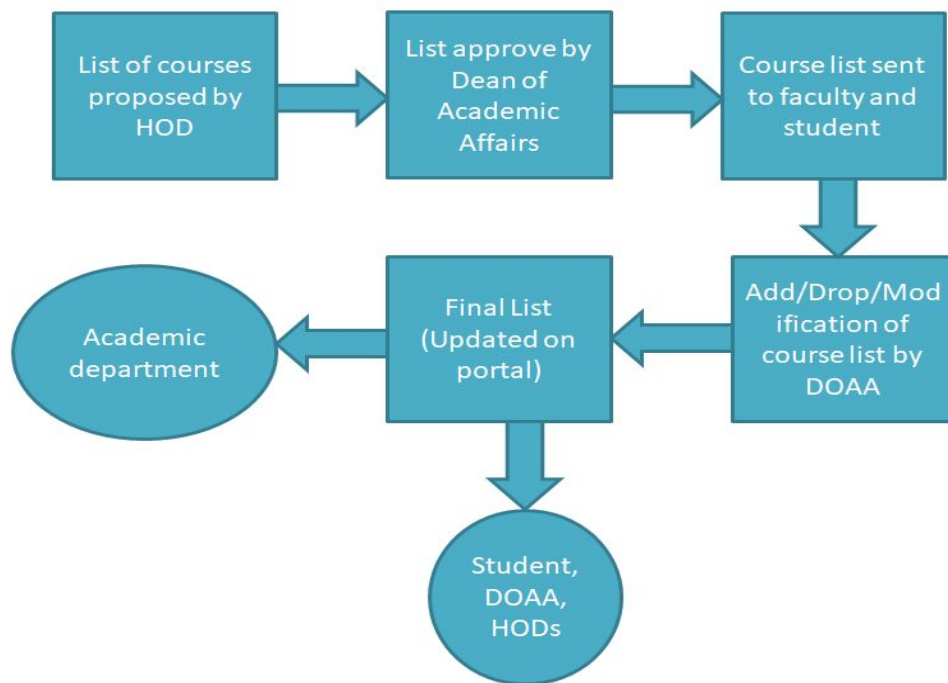 List of courses
proposed by
HOD
List approve by
Dean of
Academic
Affairs
Course list sent
to faculty and
student
Add/Drop/Mod
ification of
course list by
DOAA
Final List
(Updated on
portal)
Academic
department
Student,
DOAA,
HODs